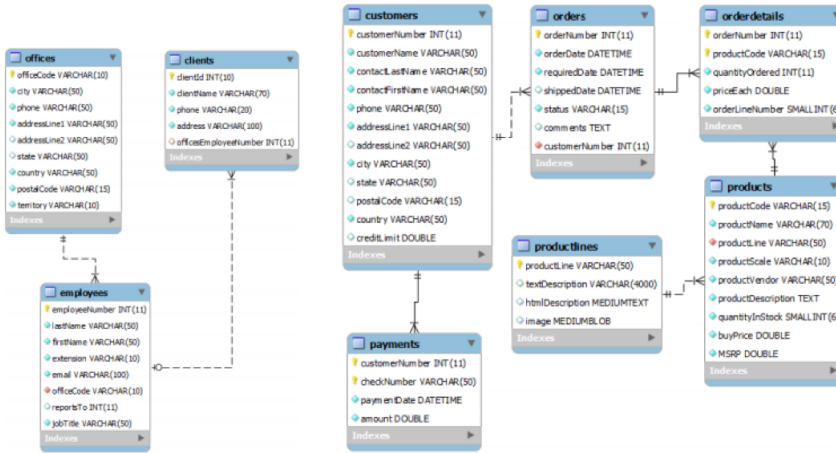 offices
officeCode VARCHAR(10)
city VARCHAR(50)
phone VARCHAR(50)
addressLine1 VARCHAR(50)
addressLine2 VARCHAR(50)
state VARCHAR(50)
country VARCHAR(50)
postalCode VARCHAR(15)
territory VARCHAR(10)
Indexes
clients
clientId INT(10)
clientName VARCHAR(70)
phone VARCHAR(20)
address VARCHAR(100)
officesEmployeeNumber INT(11)
Indexes
employees
employeeNumber INT(11)
lastName VARCHAR(50)
firstName VARCHAR(50)
extension VARCHAR(10)
email VARCHAR(100)
officeCode VARCHAR(10)
reportsTo INT(11)
jobTitle VARCHAR(50)
Indexes
customers
customerNumber INT(11)
customerName VARCHAR(50)
contactLastName VARCHAR(50)
contactFirstName VARCHAR(50)
phone VARCHAR(50)
addressLine1 VARCHAR(50)
addressLine2 VARCHAR(50)
city VARCHAR(50)
state VARCHAR(50)
postalCode VARCHAR(15)
country VARCHAR(50)
creditLimit DOUBLE
Indexes
payments
customerNumber INT(11)
checkNumber VARCHAR(50)
paymentDate DATETIME
amount DOUBLE
Indexes
orders
orderNumber INT(11)
orderDate DATETIME
requiredDate DATETIME
shippedDate DATETIME
status VARCHAR(15)
comments TEXT
customerNumber INT(11)
Indexes
productlines
productLine VARCHAR(50)
textDescription VARCHAR(4000)
htmlDescription MEDIUMTEXT
image MEDIUMBLOB
Indexes
orderdetails
orderNumber INT(11)
productCode VARCHAR(15)
quantityOrdered INT(11)
priceEach DOUBLE
orderLineNumber SMALLINT(6
Indexes
products
productCode VARCHAR(15)
productName VARCHAR(70)
productLine VARCHAR(50)
productScale VARCHAR(10)
productVendor VARCHAR(50
productDescription TEXT
quantityInStock SMALLINT(6
buyPrice DOUBLE
MSRP DOUBLE
Indexes